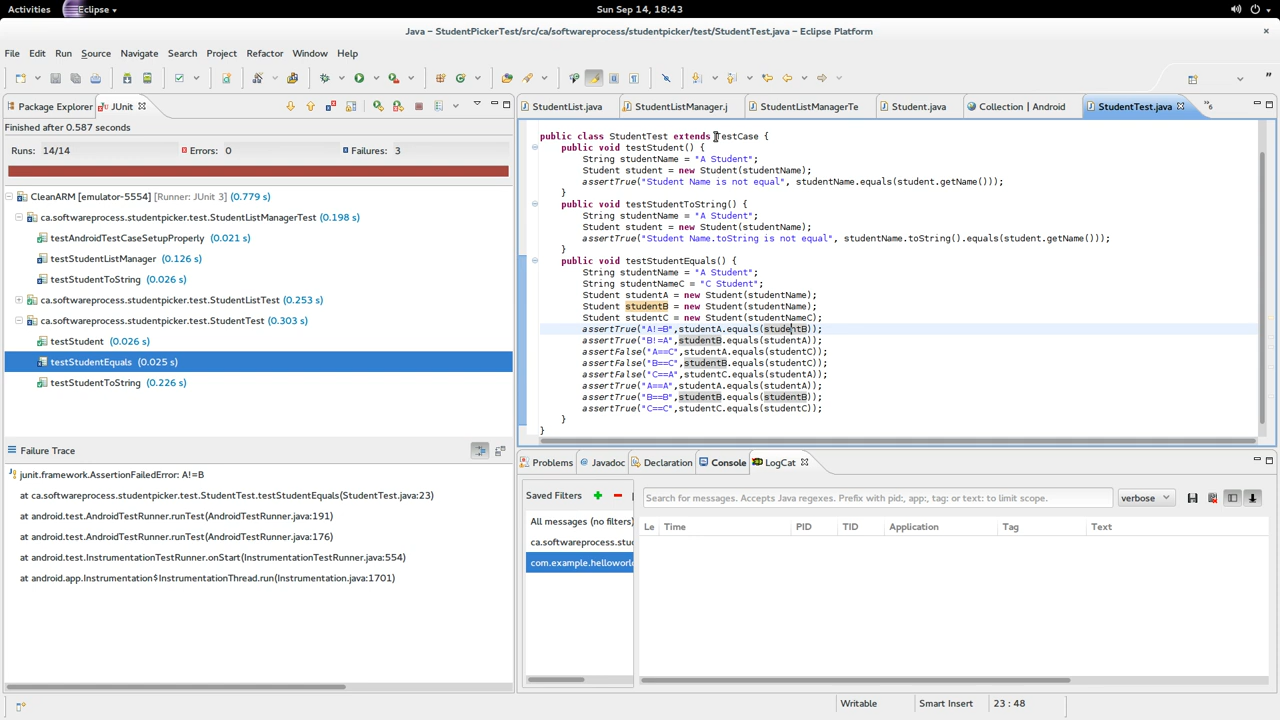 Activities Eclipse Sun Sep 14, 18:43
Java – StudentPickerTest/src/ca/softwareprocess/studentpicker/test/StudentTest.java – Eclipse Platform
File Edit Run Source Navigate Search Project Refactor Window Help
Package Explorer JUnit
Finished after 0.587 seconds
Runs: 14/14 Errors: 0 Failures: 3
CleanARM [emulator-5554] [Runner: JUnit 3] (0.779 s)
ca.softwareprocess.studentpicker.test.StudentListManagerTest (0.198 s)
testAndroidTestCaseSetupProperly (0.021 s)
testStudentListManager (0.126 s)
testStudentToString (0.026 s)
ca.softwareprocess.studentpicker.test.StudentListTest (0.253 s)
ca.softwareprocess.studentpicker.test.StudentTest (0.303 s)
testStudent (0.026 s)
testStudentEquals (0.025 s)
testStudentToString (0.226 s)
Failure Trace
junit.framework.AssertionFailedError: A!=B
at ca.softwareprocess.studentpicker.test.StudentTest.testStudentEquals(StudentTest.java:23)
at android.test.AndroidTestRunner.runTest(AndroidTestRunner.java:191)
at android.test.AndroidTestRunner.runTest(AndroidTestRunner.java:176)
at android.test.InstrumentationTestRunner.onStart(InstrumentationTestRunner.java:554)
at android.app.Instrumentation$InstrumentationThread.run(Instrumentation.java:1701)
StudentList.java StudentListManager.j StudentListManagerTe Student.java Collection | Android StudentTest.java »6
public class StudentTest extends TestCase {
public void testStudent() {
String studentName = "A Student";
Student student = new Student(studentName);
assertTrue("Student Name is not equal", studentName.equals(student.getName()));
}
public void testStudentToString() {
String studentName = "A Student";
Student student = new Student(studentName);
assertTrue("Student Name.toString is not equal", studentName.toString().equals(student.getName()));
}
public void testStudentEquals() {
String studentName = "A Student";
String studentNameC = "C Student";
Student studentA = new Student(studentName);
Student studentB = new Student(studentName);
Student studentC = new Student(studentNameC);
assertTrue("A!=B",studentA.equals(studentB));
assertTrue("B!=A",studentB.equals(studentA));
assertFalse("A==C",studentA.equals(studentC));
assertFalse("B==C",studentB.equals(studentC));
assertFalse("C==A",studentC.equals(studentA));
assertTrue("A==A",studentA.equals(studentA));
assertTrue("B==B",studentB.equals(studentB));
assertTrue("C==C",studentC.equals(studentC));
}
}
Problems Javadoc Declaration Console LogCat
Saved Filters
All messages (no filters)
ca.softwareprocess.stud
com.example.helloworld
Search for messages. Accepts Java regexes. Prefix with pid:, app:, tag: or text: to limit scope. verbose
Le Time PID TID Application Tag Text
Writable Smart Insert 23 : 48